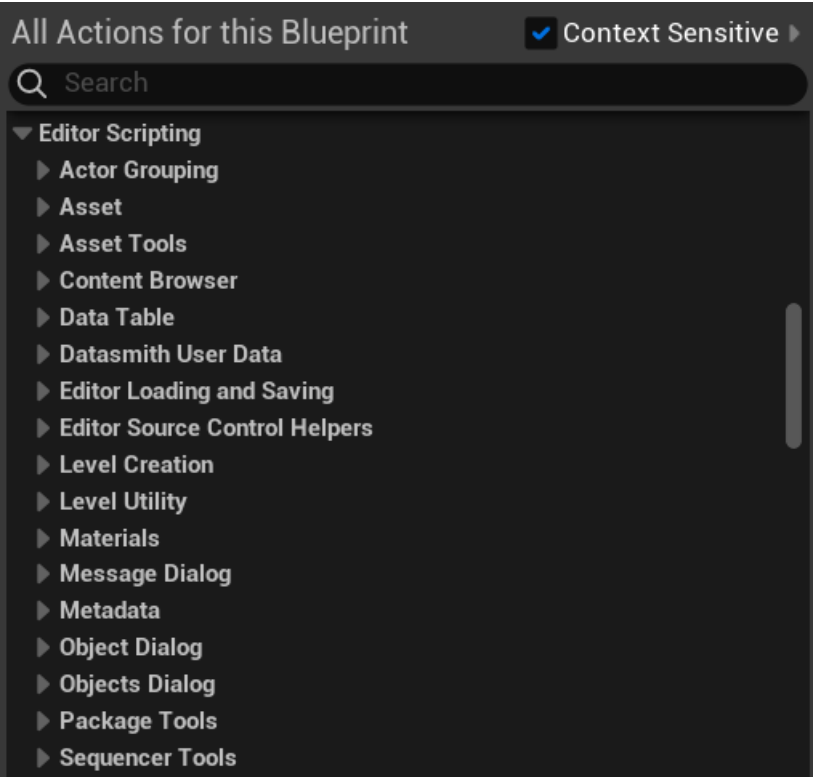 All Actions for this Blueprint Context Sensitive
Search
Editor Scripting
Actor Grouping
Asset
Asset Tools
Content Browser
Data Table
Datasmith User Data
Editor Loading and Saving
Editor Source Control Helpers
Level Creation
Level Utility
Materials
Message Dialog
Metadata
Object Dialog
Objects Dialog
Package Tools
Sequencer Tools